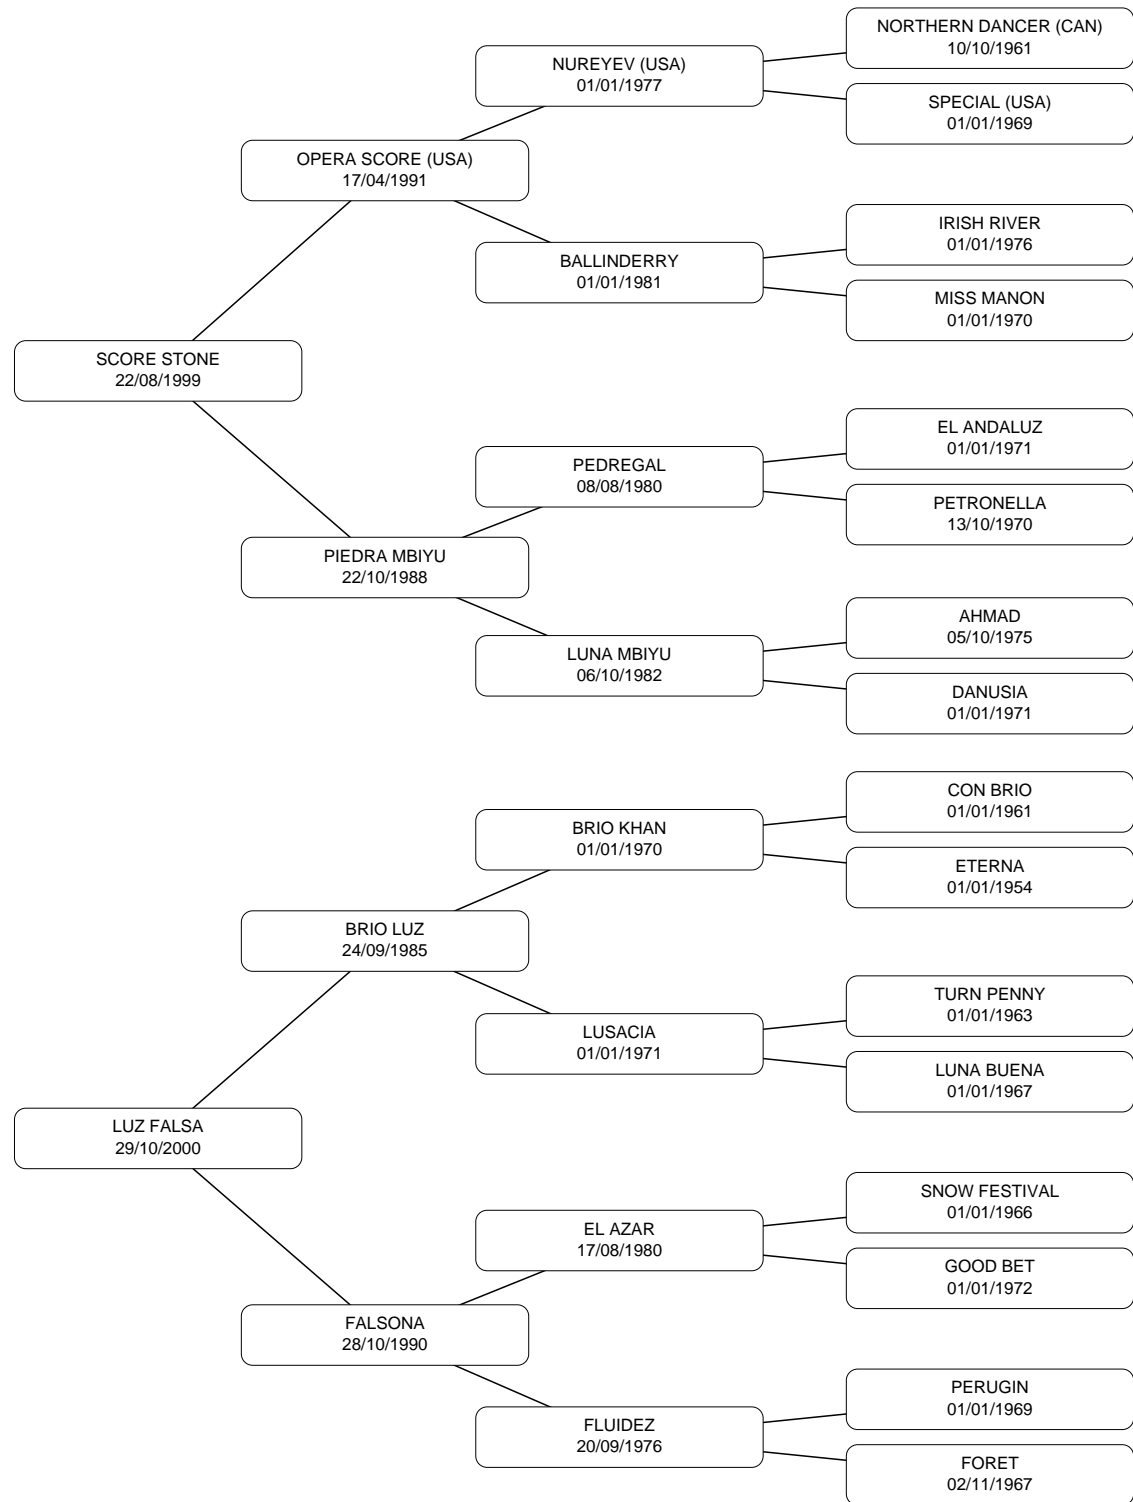 NORTHERN DANCER (CAN)
10/10/1961
NUREYEV (USA)
01/01/1977
SPECIAL (USA)
01/01/1969
OPERA SCORE (USA)
17/04/1991
IRISH RIVER
01/01/1976
BALLINDERRY
01/01/1981
MISS MANON
01/01/1970
SCORE STONE
22/08/1999
EL ANDALUZ
01/01/1971
PEDREGAL
08/08/1980
PETRONELLA
13/10/1970
PIEDRA MBIYU
22/10/1988
AHMAD
05/10/1975
LUNA MBIYU
06/10/1982
DANUSIA
01/01/1971
CON BRIO
01/01/1961
BRIO KHAN
01/01/1970
ETERNA
01/01/1954
BRIO LUZ
24/09/1985
TURN PENNY
01/01/1963
LUSACIA
01/01/1971
LUNA BUENA
01/01/1967
LUZ FALSA
29/10/2000
SNOW FESTIVAL
01/01/1966
EL AZAR
17/08/1980
GOOD BET
01/01/1972
FALSONA
28/10/1990
PERUGIN
01/01/1969
FLUIDEZ
20/09/1976
FORET
02/11/1967